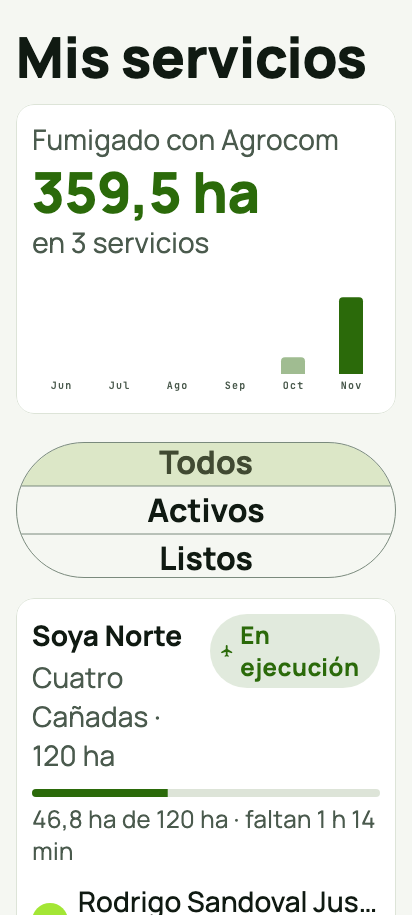 Mis servicios
Fumigado con Agrocom
359,5 ha
en 3 servicios
Jun Jul Ago Sep Oct Nov
Todos
Activos
Listos
Soya Norte
En
ejecución
Cuatro
Cañadas ·
120 ha
46,8 ha de 120 ha · faltan 1 h 14
min
Rodrigo Sandoval Jus…